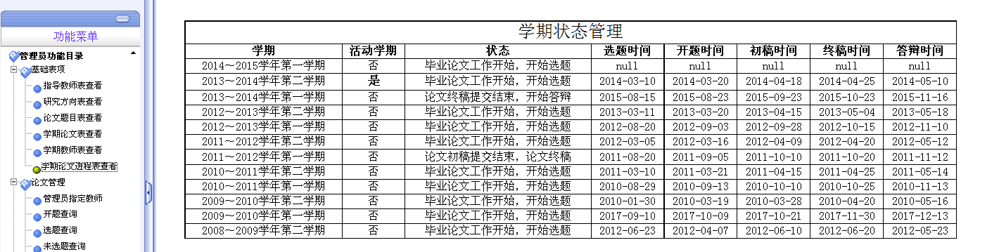 功能菜单
管理员功能目录
基础表项
指导教师表查看
研究方向表查看
论文题目表查看
学期论文表查看
学期教师表查看
学期论文进程表查看
论文管理
管理员指定教师
开题查询
选题查询
未选题查询
学期状态管理
学期 活动学期 状态 选题时间 开题时间 初稿时间 终稿时间 答辩时间
2014～2015学年第一学期 否 毕业论文工作开始，开始选题 null null null null null
2013～2014学年第二学期 是 毕业论文工作开始，开始选题 2014-03-10 2014-03-20 2014-04-18 2014-04-25 2014-05-10
2013～2014学年第一学期 否 论文终稿提交结束，开始答辩 2015-08-15 2015-08-23 2015-09-23 2015-10-23 2015-11-16
2012～2013学年第二学期 否 毕业论文工作开始，开始选题 2013-03-11 2013-03-20 2013-04-15 2013-05-04 2013-05-18
2012～2013学年第一学期 否 毕业论文工作开始，开始选题 2012-08-20 2012-09-03 2012-09-28 2012-10-15 2012-11-10
2011～2012学年第二学期 否 毕业论文工作开始，开始选题 2012-03-05 2012-03-16 2012-04-09 2012-04-20 2012-05-12
2011～2012学年第一学期 否 论文初稿提交结束，论文终稿 2011-08-20 2011-09-05 2011-10-10 2011-10-20 2011-11-12
2010～2011学年第二学期 否 毕业论文工作开始，开始选题 2011-03-10 2011-03-21 2011-04-15 2011-04-25 2011-05-14
2010～2011学年第一学期 否 毕业论文工作开始，开始选题 2010-08-29 2010-09-13 2010-10-10 2010-10-25 2010-11-13
2009～2010学年第二学期 否 毕业论文工作开始，开始选题 2010-01-30 2010-03-19 2010-03-28 2010-04-20 2010-05-16
2009～2010学年第一学期 否 毕业论文工作开始，开始选题 2017-09-10 2017-10-09 2017-10-21 2017-11-30 2017-12-13
2008～2009学年第二学期 否 毕业论文工作开始，开始选题 2012-06-23 2012-04-07 2012-06-10 2012-06-20 2012-05-23